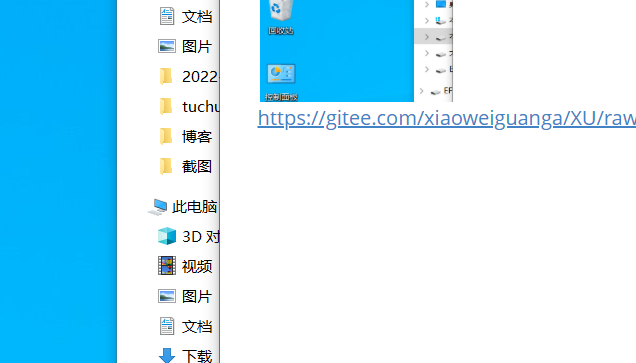 文档
图片
2022
tuchu
博客
截图
此电脑
3D 对
视频
图片
文档
下载
回收站
控制面板
https://gitee.com/xiaoweiguanga/XU/raw